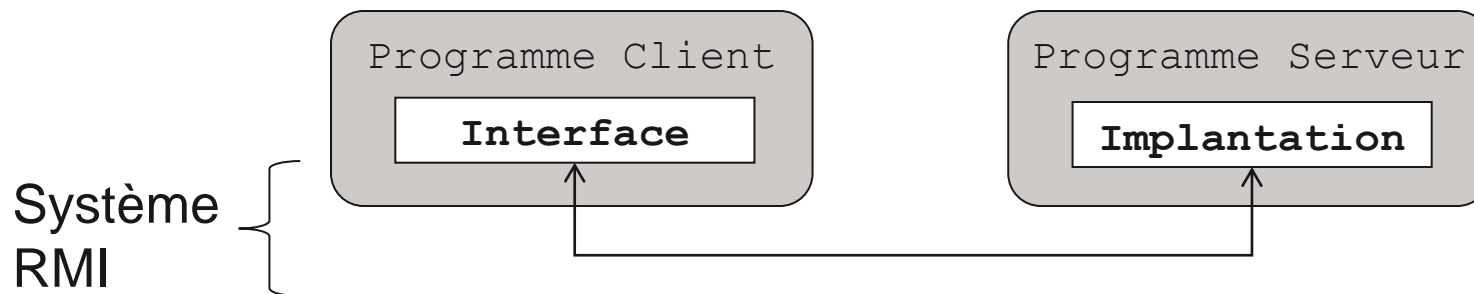 Programme Client
Programme Serveur
Interface
Implantation
Système
RMI